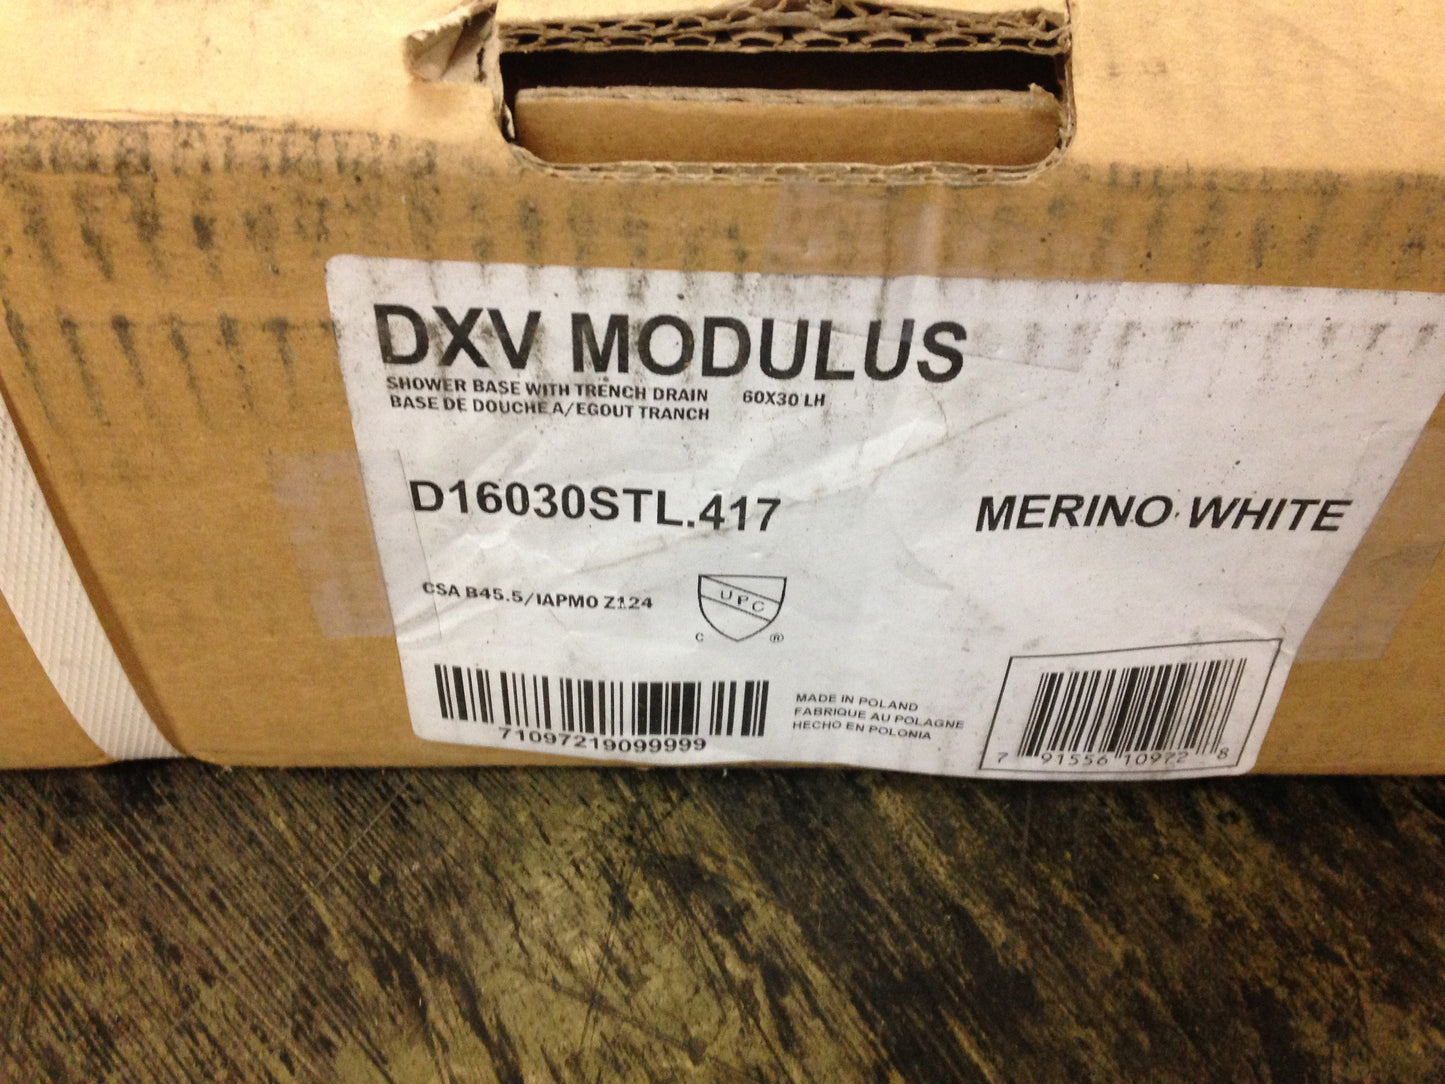 DXV MODULUS
SHOWER BASE WITH TRENCH DRAIN 60X30 LH
BASE DE DOUCHE A/EGOUT TRANCH
D16030STL.417 MERINO WHITE
CSA B45.5/IAPMO Z124
UPC
C ®
MADE IN POLAND
FABRIQUE AU POLAGNE
HECHO EN POLONIA
71097219099999
7 91556 10972 8